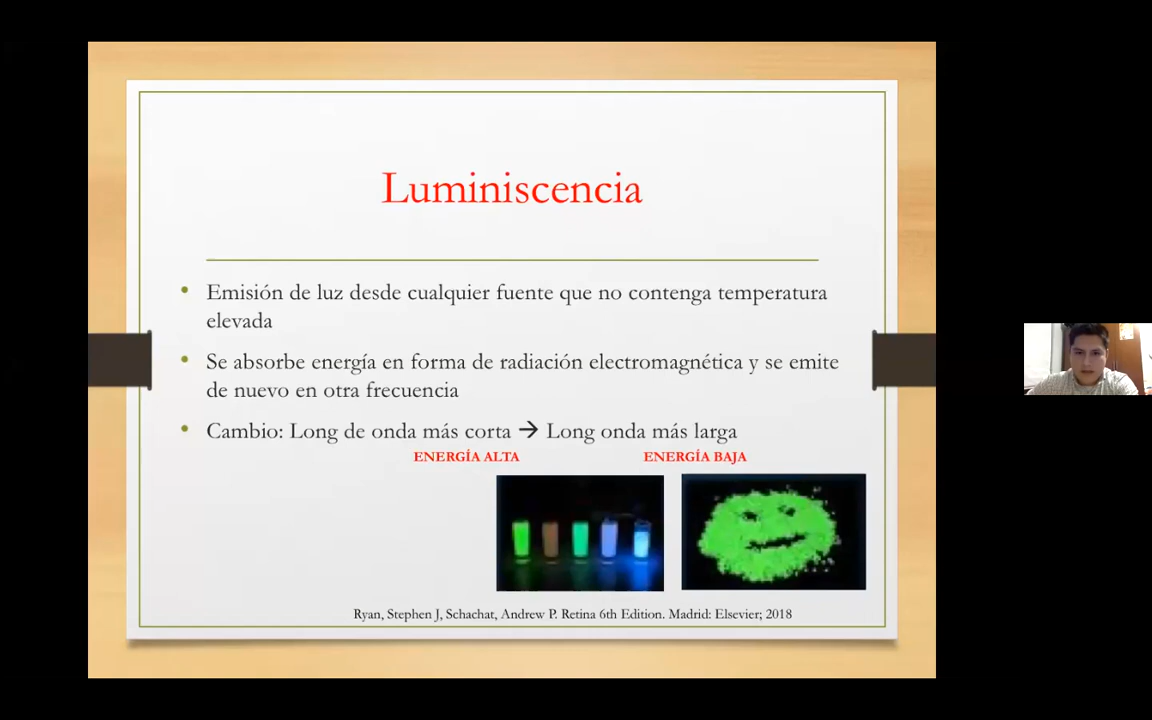 Luminiscencia
• Emisión de luz desde cualquier fuente que no contenga temperatura
elevada
• Se absorbe energía en forma de radiación electromagnética y se emite
de nuevo en otra frecuencia
• Cambio: Long de onda más corta → Long onda más larga
ENERGÍA ALTA ENERGÍA BAJA
Ryan, Stephen J, Schachat, Andrew P. Retina 6th Edition. Madrid: Elsevier; 2018